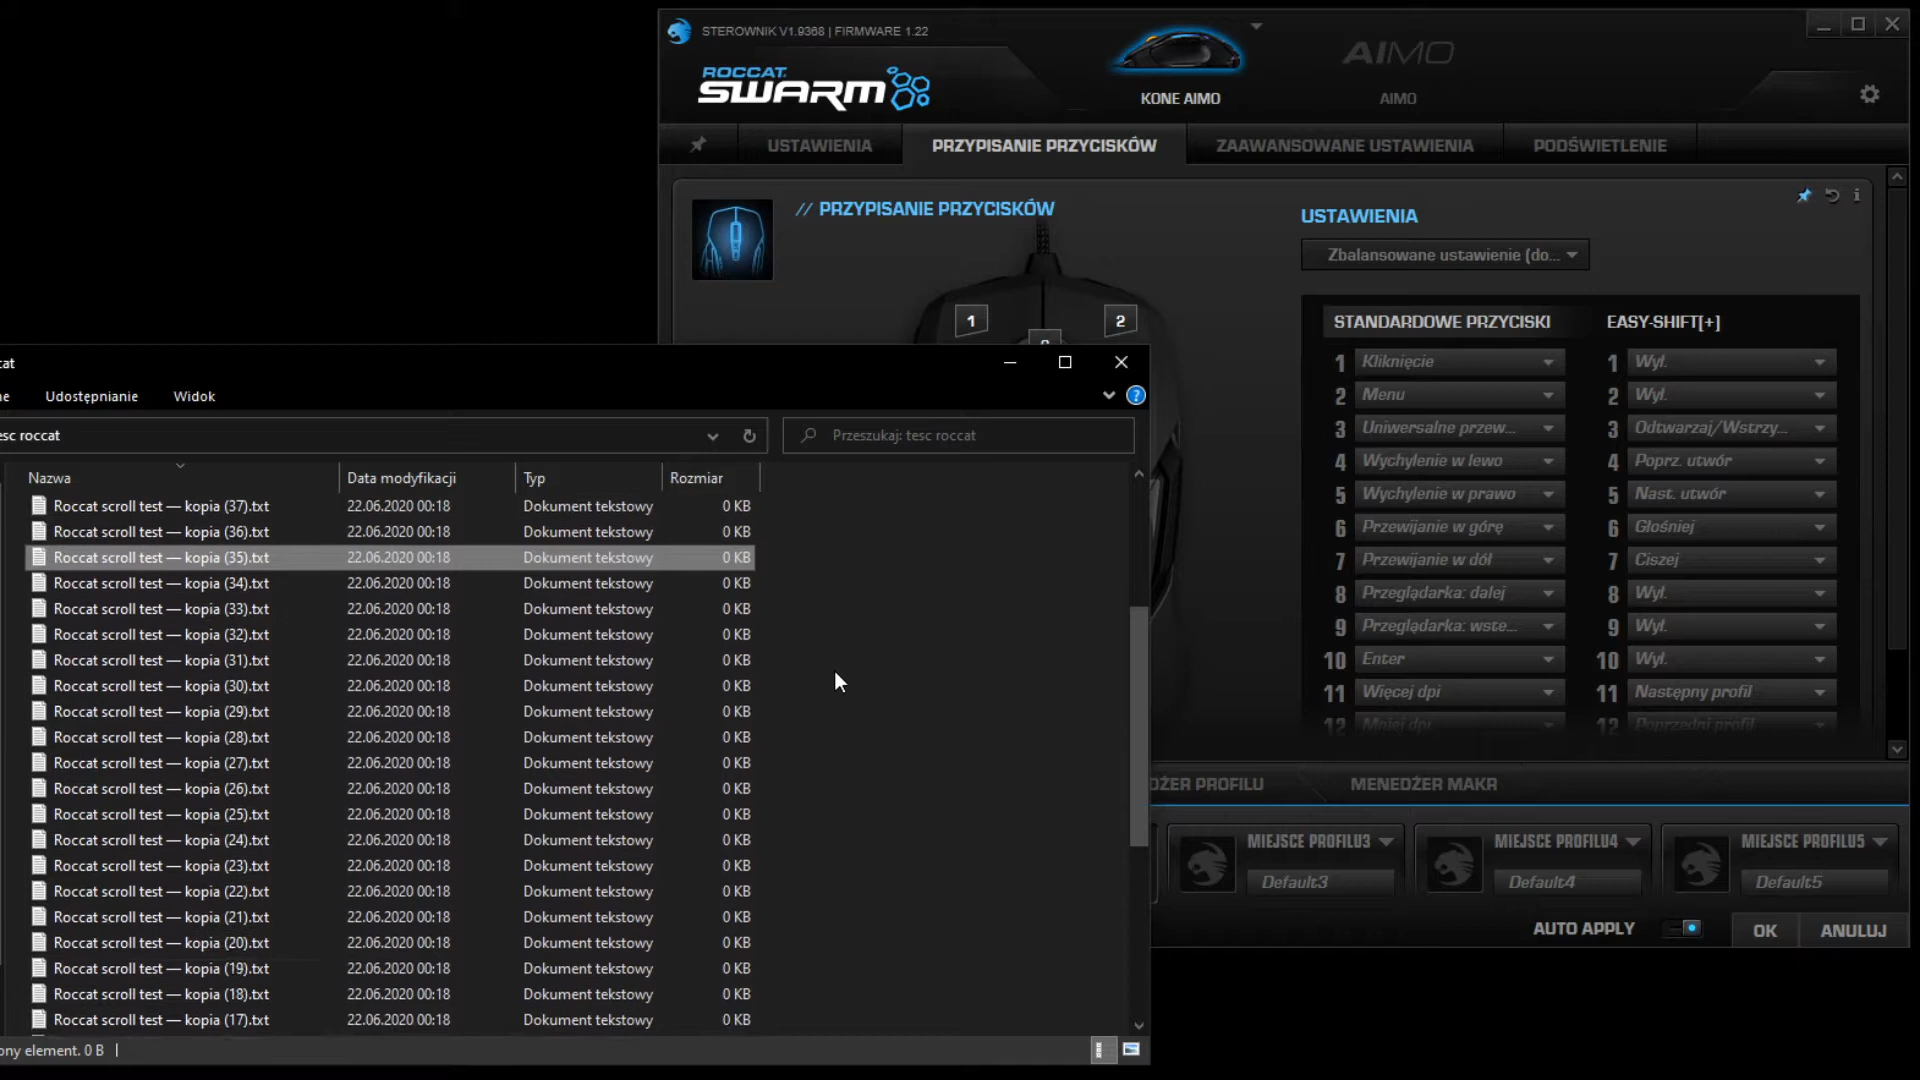 STEROWNIK V1.9368 | FIRMWARE 1.22
ROCCAT
SWARM
KONE AIMO
AIMO
AIMO
USTAWIENIA
PRZYPISANIE PRZYCISKÓW
ZAAWANSOWANE USTAWIENIA
PODŚWIETLENIE
// PRZYPISANIE PRZYCISKÓW
USTAWIENIA
Zbalansowane ustawienie (do...
1
2
STANDARDOWE PRZYCISKI EASY-SHIFT[+]
1 Kliknięcie 1 Wył.
2 Menu 2 Wył.
3 Uniwersalne przew... 3 Odtwarzaj/Wstrzy...
4 Wychylenie w lewo 4 Poprz. utwór
5 Wychylenie w prawo 5 Nast. utwór
6 Przewijanie w górę 6 Głośniej
7 Przewijanie w dół 7 Ciszej
8 Przeglądarka: dalej 8 Wył.
9 Przeglądarka: wste... 9 Wył.
10 Enter 10 Wył.
11 Więcej dpi 11 Następny profil
12 Mniej dpi 12 Poprzedni profil
DŻER PROFILU
MENEDŻER MAKR
MIEJSCE PROFILU3
Default3
MIEJSCE PROFILU4
Default4
MIEJSCE PROFILU5
Default5
AUTO APPLY
OK
ANULUJ
cat
ne Udostępnianie Widok
esc roccat
Przeszukaj: tesc roccat
Nazwa Data modyfikacji Typ Rozmiar
Roccat scroll test — kopia (37).txt 22.06.2020 00:18 Dokument tekstowy 0 KB
Roccat scroll test — kopia (36).txt 22.06.2020 00:18 Dokument tekstowy 0 KB
Roccat scroll test — kopia (35).txt 22.06.2020 00:18 Dokument tekstowy 0 KB
Roccat scroll test — kopia (34).txt 22.06.2020 00:18 Dokument tekstowy 0 KB
Roccat scroll test — kopia (33).txt 22.06.2020 00:18 Dokument tekstowy 0 KB
Roccat scroll test — kopia (32).txt 22.06.2020 00:18 Dokument tekstowy 0 KB
Roccat scroll test — kopia (31).txt 22.06.2020 00:18 Dokument tekstowy 0 KB
Roccat scroll test — kopia (30).txt 22.06.2020 00:18 Dokument tekstowy 0 KB
Roccat scroll test — kopia (29).txt 22.06.2020 00:18 Dokument tekstowy 0 KB
Roccat scroll test — kopia (28).txt 22.06.2020 00:18 Dokument tekstowy 0 KB
Roccat scroll test — kopia (27).txt 22.06.2020 00:18 Dokument tekstowy 0 KB
Roccat scroll test — kopia (26).txt 22.06.2020 00:18 Dokument tekstowy 0 KB
Roccat scroll test — kopia (25).txt 22.06.2020 00:18 Dokument tekstowy 0 KB
Roccat scroll test — kopia (24).txt 22.06.2020 00:18 Dokument tekstowy 0 KB
Roccat scroll test — kopia (23).txt 22.06.2020 00:18 Dokument tekstowy 0 KB
Roccat scroll test — kopia (22).txt 22.06.2020 00:18 Dokument tekstowy 0 KB
Roccat scroll test — kopia (21).txt 22.06.2020 00:18 Dokument tekstowy 0 KB
Roccat scroll test — kopia (20).txt 22.06.2020 00:18 Dokument tekstowy 0 KB
Roccat scroll test — kopia (19).txt 22.06.2020 00:18 Dokument tekstowy 0 KB
Roccat scroll test — kopia (18).txt 22.06.2020 00:18 Dokument tekstowy 0 KB
Roccat scroll test — kopia (17).txt 22.06.2020 00:18 Dokument tekstowy 0 KB
ony element. 0 B